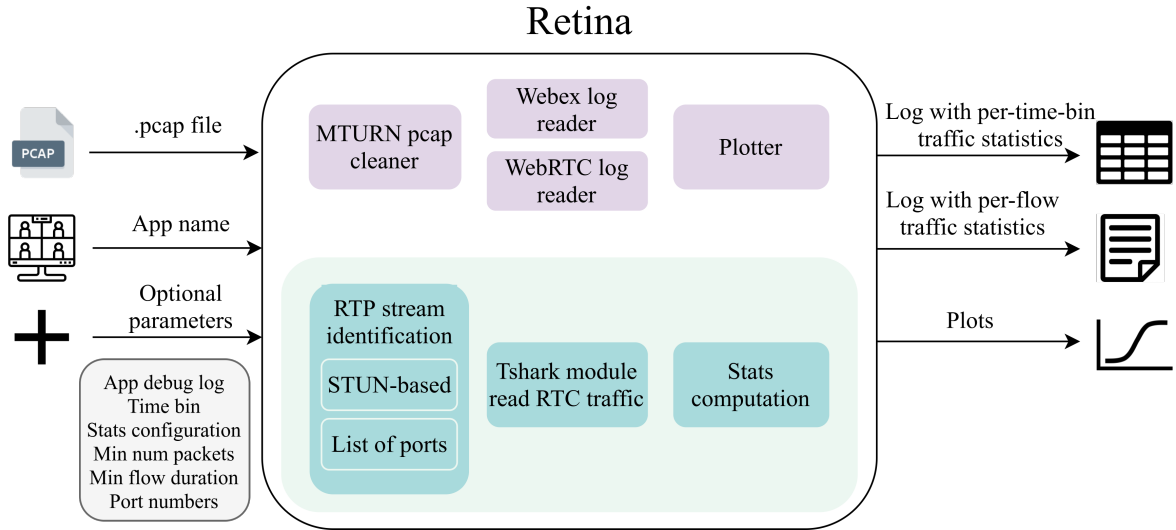 Retina
.pcap file
PCAP
App name
Optional
parameters
App debug log
Time bin
Stats configuration
Min num packets
Min flow duration
Port numbers
MTURN pcap
cleaner
Webex log
reader
WebRTC log
reader
Plotter
RTP stream
identification
STUN-based
List of ports
Tshark module
read RTC traffic
Stats
computation
Log with per-time-bin
traffic statistics
Log with per-flow
traffic statistics
Plots